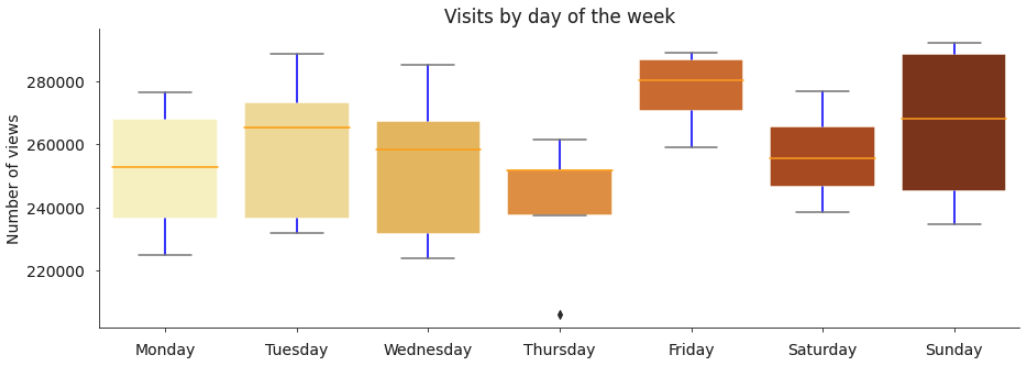 Visits by day of the week
Number of views
280000
260000
240000
220000
Monday Tuesday Wednesday Thursday Friday Saturday Sunday